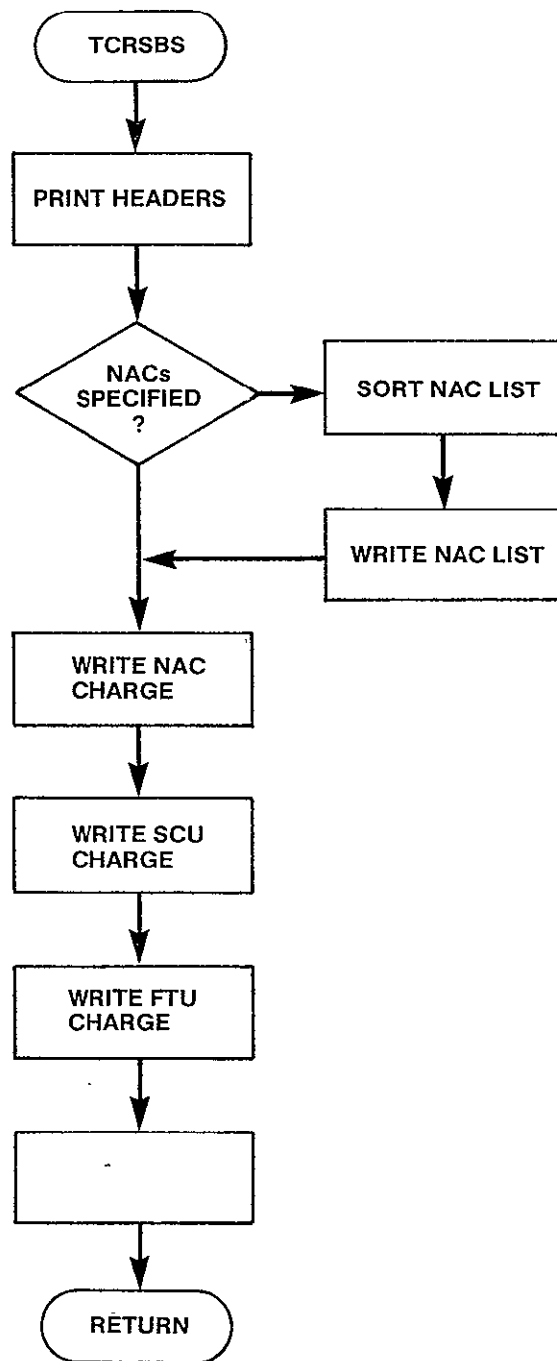 TCRSBS
PRINT HEADERS
NACs
SPECIFIED
?
SORT NAC LIST
WRITE NAC LIST
WRITE NAC
CHARGE
WRITE SCU
CHARGE
WRITE FTU
CHARGE
RETURN